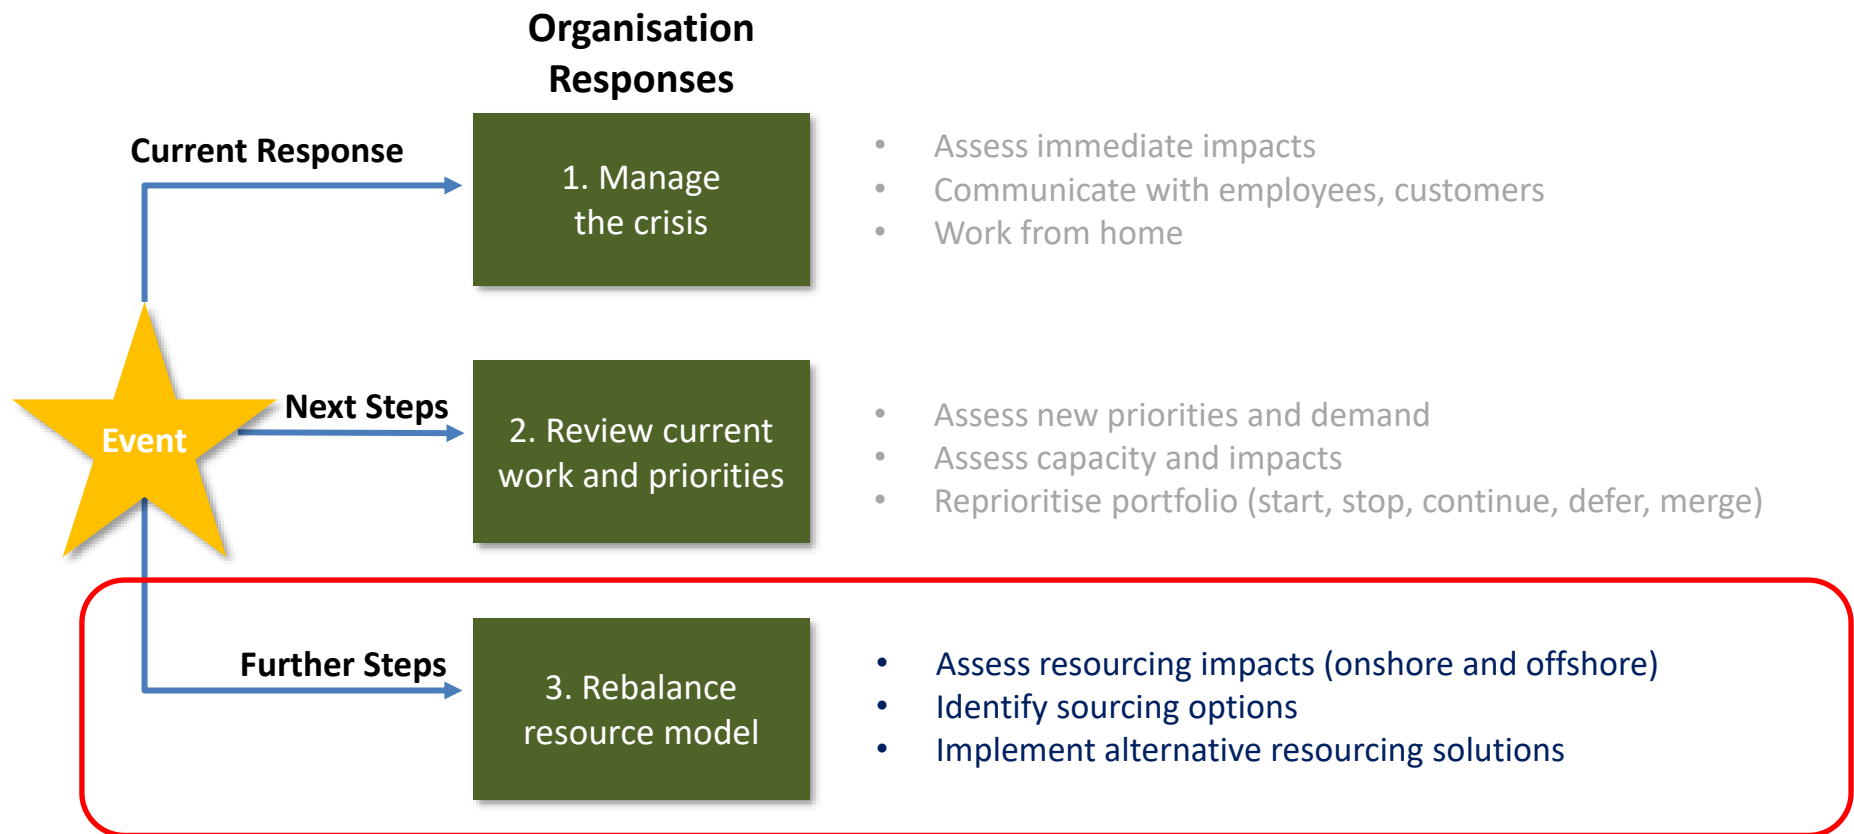 Organisation
Responses
Current Response
1. Manage
the crisis
• Assess immediate impacts
• Communicate with employees, customers
• Work from home
Event
Next Steps
2. Review current
work and priorities
• Assess new priorities and demand
• Assess capacity and impacts
• Reprioritise portfolio (start, stop, continue, defer, merge)
Further Steps
3. Rebalance
resource model
• Assess resourcing impacts (onshore and offshore)
• Identify sourcing options
• Implement alternative resourcing solutions